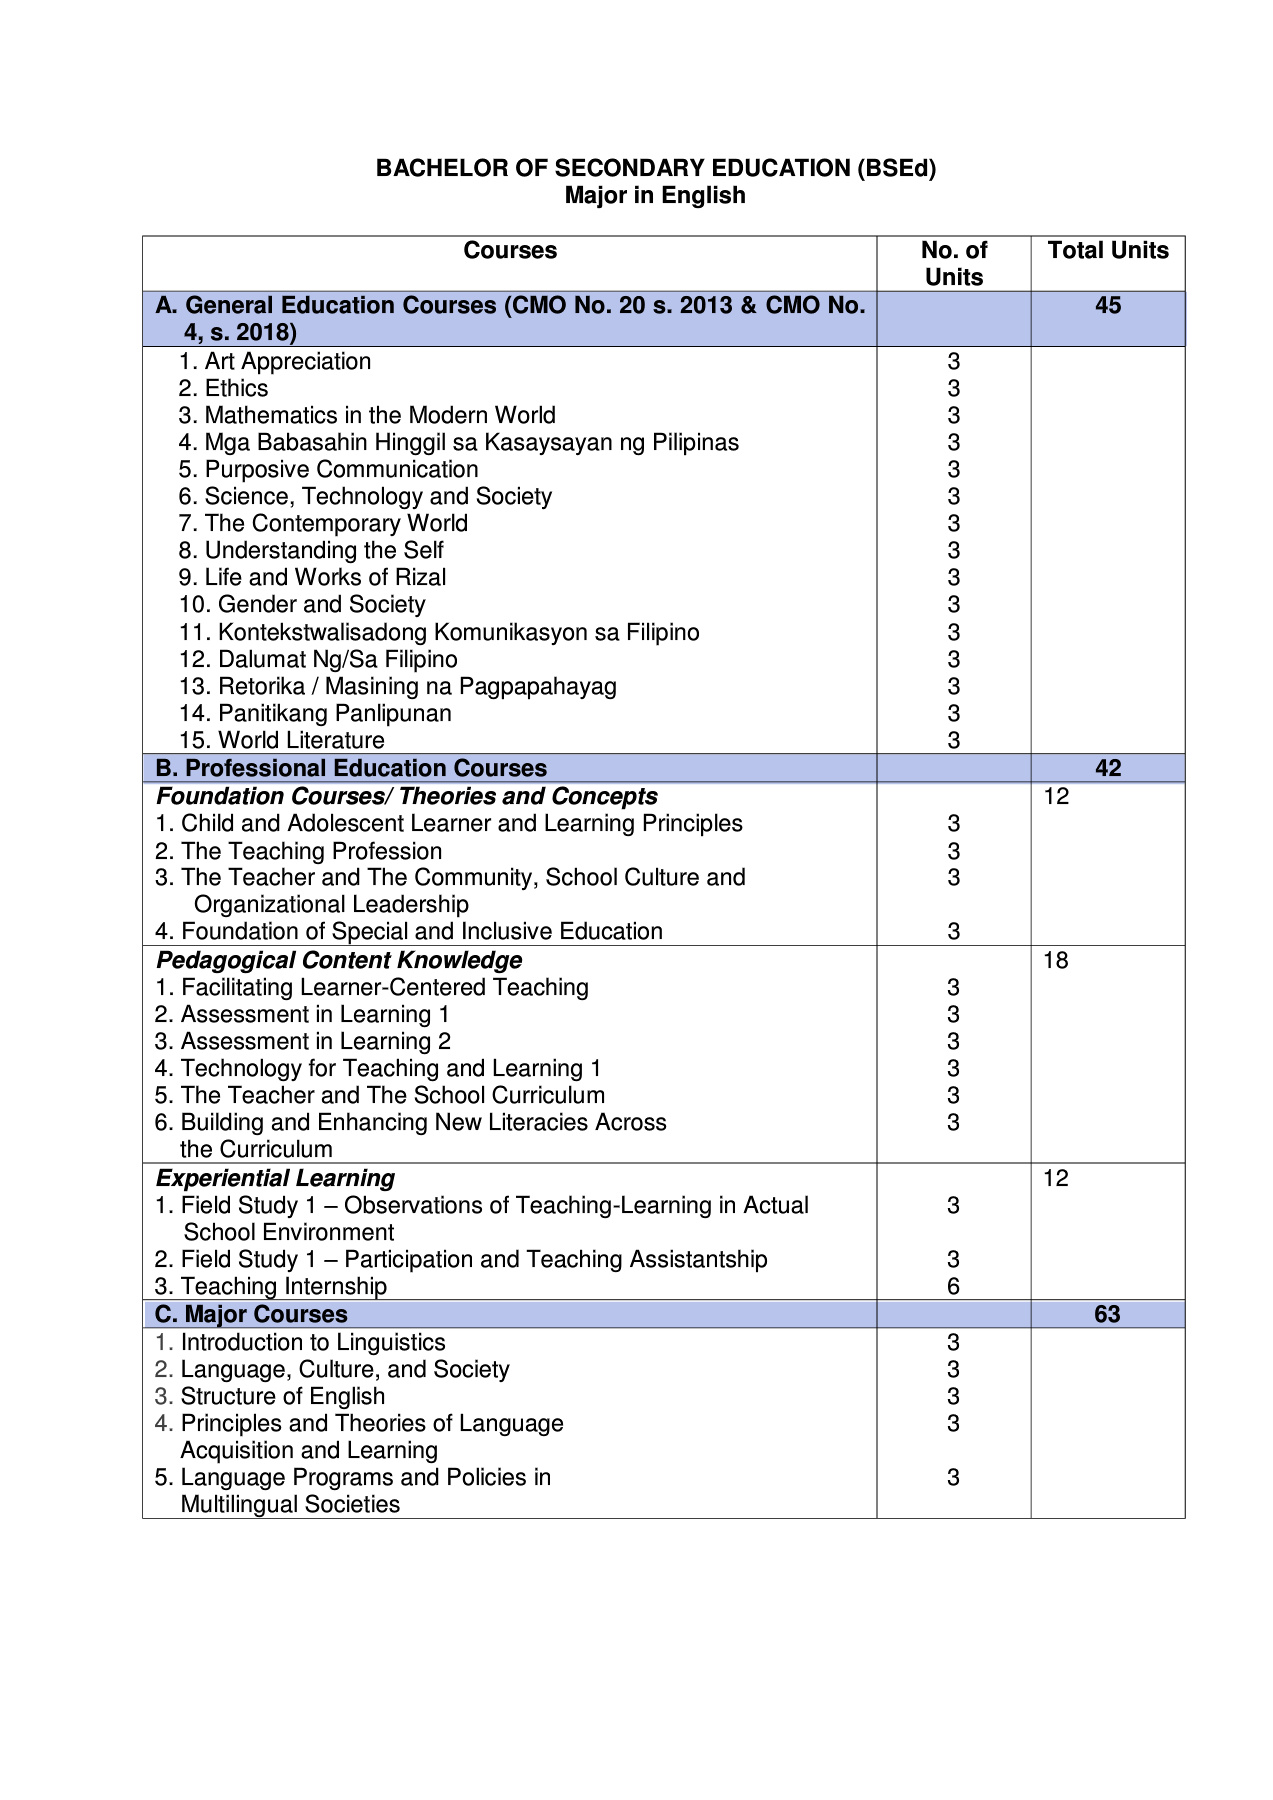 BACHELOR OF SECONDARY EDUCATION (BSEd)
Major in English
Courses No. of Units Total Units
A. General Education Courses (CMO No. 20 s. 2013 & CMO No. 45
4, s. 2018)
1. Art Appreciation 3
2. Ethics 3
3. Mathematics in the Modern World 3
4. Mga Babasahin Hinggil sa Kasaysayan ng Pilipinas 3
5. Purposive Communication 3
6. Science, Technology and Society 3
7. The Contemporary World 3
8. Understanding the Self 3
9. Life and Works of Rizal 3
10. Gender and Society 3
11. Kontekstwalisadong Komunikasyon sa Filipino 3
12. Dalumat Ng/Sa Filipino 3
13. Retorika / Masining na Pagpapahayag 3
14. Panitikang Panlipunan 3
15. World Literature 3
B. Professional Education Courses 42
Foundation Courses/ Theories and Concepts 12
1. Child and Adolescent Learner and Learning Principles 3
2. The Teaching Profession 3
3. The Teacher and The Community, School Culture and 3
Organizational Leadership
4. Foundation of Special and Inclusive Education 3
Pedagogical Content Knowledge 18
1. Facilitating Learner-Centered Teaching 3
2. Assessment in Learning 1 3
3. Assessment in Learning 2 3
4. Technology for Teaching and Learning 1 3
5. The Teacher and The School Curriculum 3
6. Building and Enhancing New Literacies Across 3
the Curriculum
Experiential Learning 12
1. Field Study 1 – Observations of Teaching-Learning in Actual 3
School Environment
2. Field Study 1 – Participation and Teaching Assistantship 3
3. Teaching Internship 6
C. Major Courses 63
1. Introduction to Linguistics 3
2. Language, Culture, and Society 3
3. Structure of English 3
4. Principles and Theories of Language 3
Acquisition and Learning
5. Language Programs and Policies in 3
Multilingual Societies